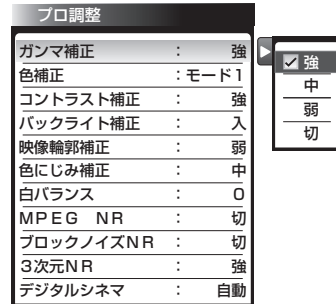 プロ調整
ガンマ補正 : 強
色補正 : モード1
コントラスト補正 : 強
バックライト補正 : 入
映像輪郭補正 : 弱
色にじみ補正 : 中
白バランス : 0
MPEG NR : 切
ブロックノイズNR : 切
3次元NR : 強
デジタルシネマ : 自動
強
中
弱
切